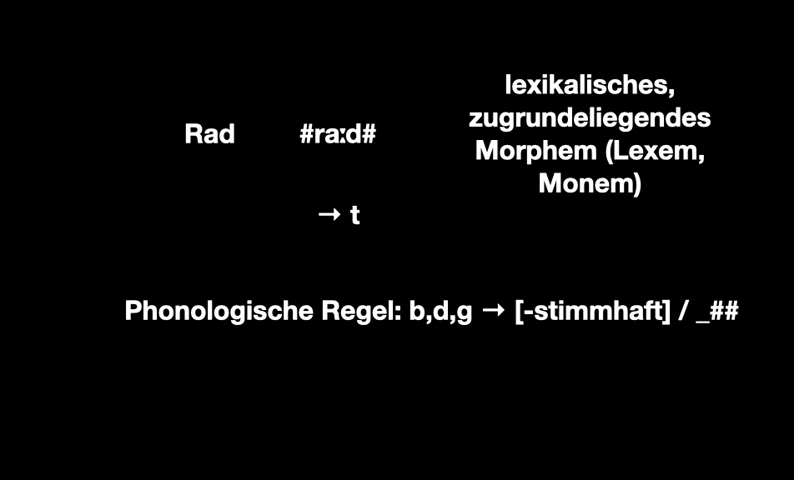 lexikalisches,
zugrundeliegendes
Rad #raːd# Morphem (Lexem,
Monem)
→ t
Phonologische Regel: b,d,g → [-stimmhaft] / _##